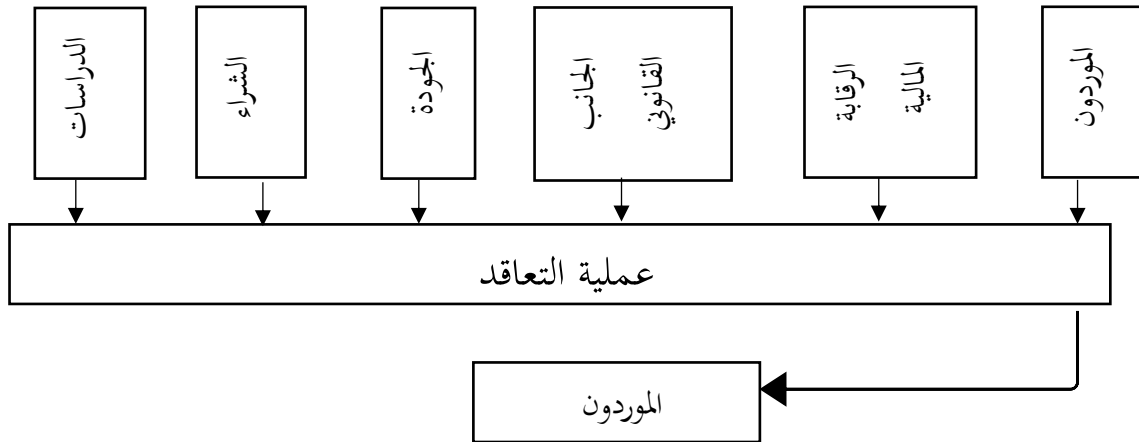 الموردون
الرقابة
المالية
الجانب
القانوني
الجودة
الشراء
الدراسات
عملية التعاقد
الموردون